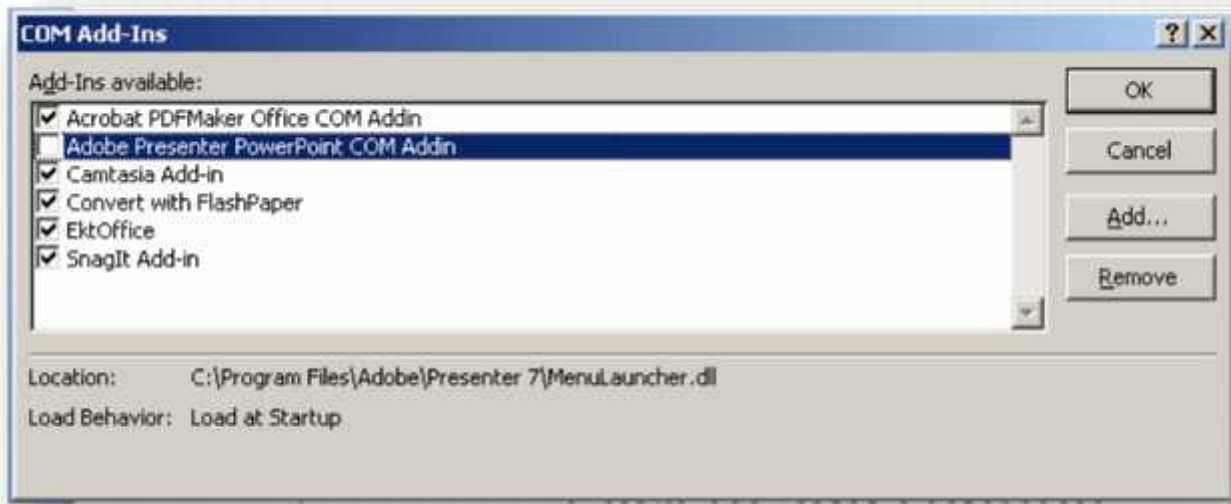 COM Add-Ins
Add-Ins available:
Acrobat PDFMaker Office COM Addin
Adobe Presenter PowerPoint COM Addin
Camtasia Add-in
Convert with FlashPaper
EktOffice
SnagIt Add-in
OK
Cancel
Add...
Remove
Location: C:\Program Files\Adobe\Presenter 7\MenuLauncher.dll
Load Behavior: Load at Startup